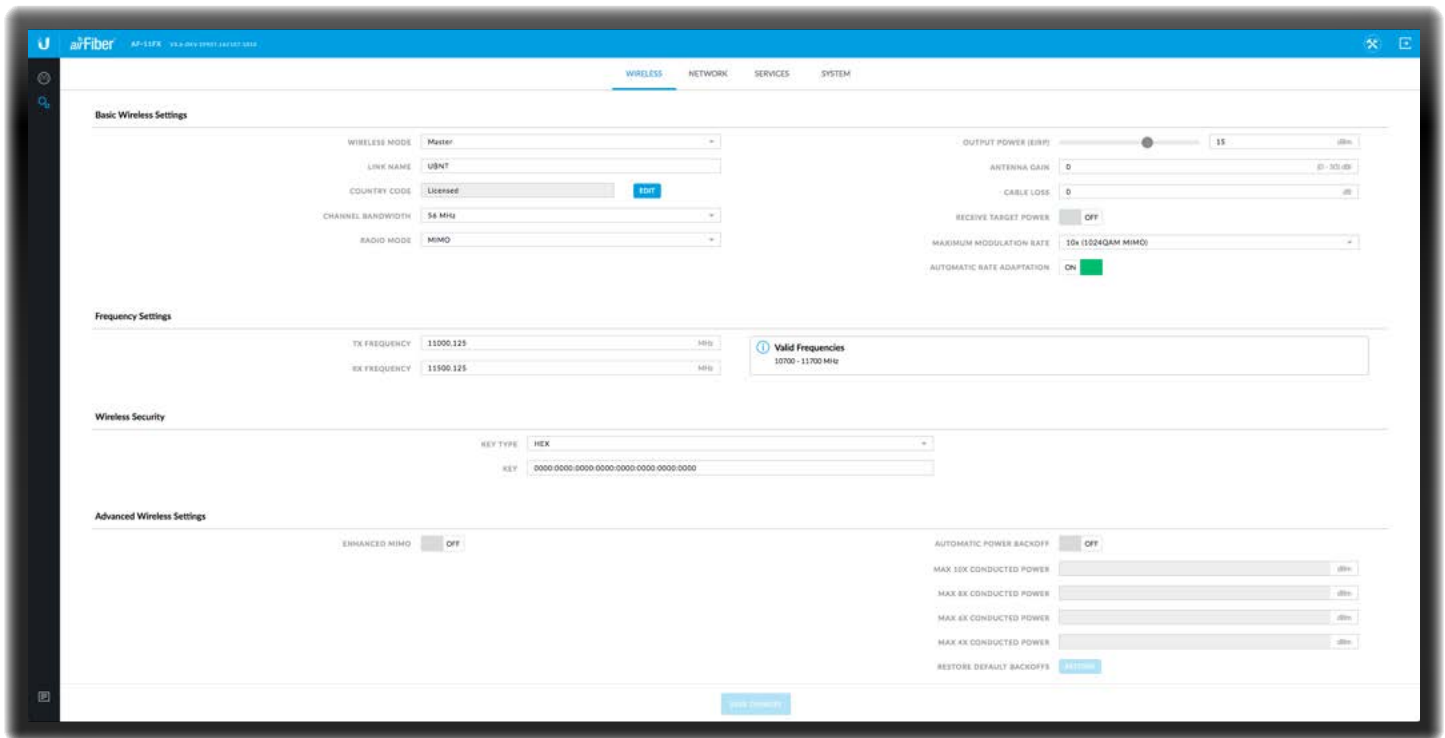 airFiber AF-11FX
WIRELESS NETWORK SERVICES SYSTEM
Basic Wireless Settings
WIRELESS MODE Master
LINK NAME UBNT
COUNTRY CODE Licensed EDIT
CHANNEL BANDWIDTH 56 MHz
RADIO MODE MIMO
OUTPUT POWER (EIRP) 15 dBm
ANTENNA GAIN 0 (0 - 50) dBi
CABLE LOSS 0 dB
RECEIVE TARGET POWER OFF
MAXIMUM MODULATION RATE 10x (1024QAM MIMO)
AUTOMATIC RATE ADAPTATION ON
Frequency Settings
TX FREQUENCY 11000.125 MHz
RX FREQUENCY 11500.125 MHz
Valid Frequencies
10700 - 11700 MHz
Wireless Security
KEY TYPE HEX
KEY 0000:0000:0000:0000:0000:0000:0000:0000
Advanced Wireless Settings
ENHANCED MIMO OFF
AUTOMATIC POWER BACKOFF OFF
MAX 10X CONDUCTED POWER dBm
MAX 8X CONDUCTED POWER dBm
MAX 6X CONDUCTED POWER dBm
MAX 4X CONDUCTED POWER dBm
RESTORE DEFAULT BACKOFFS RESTORE
SAVE CHANGES